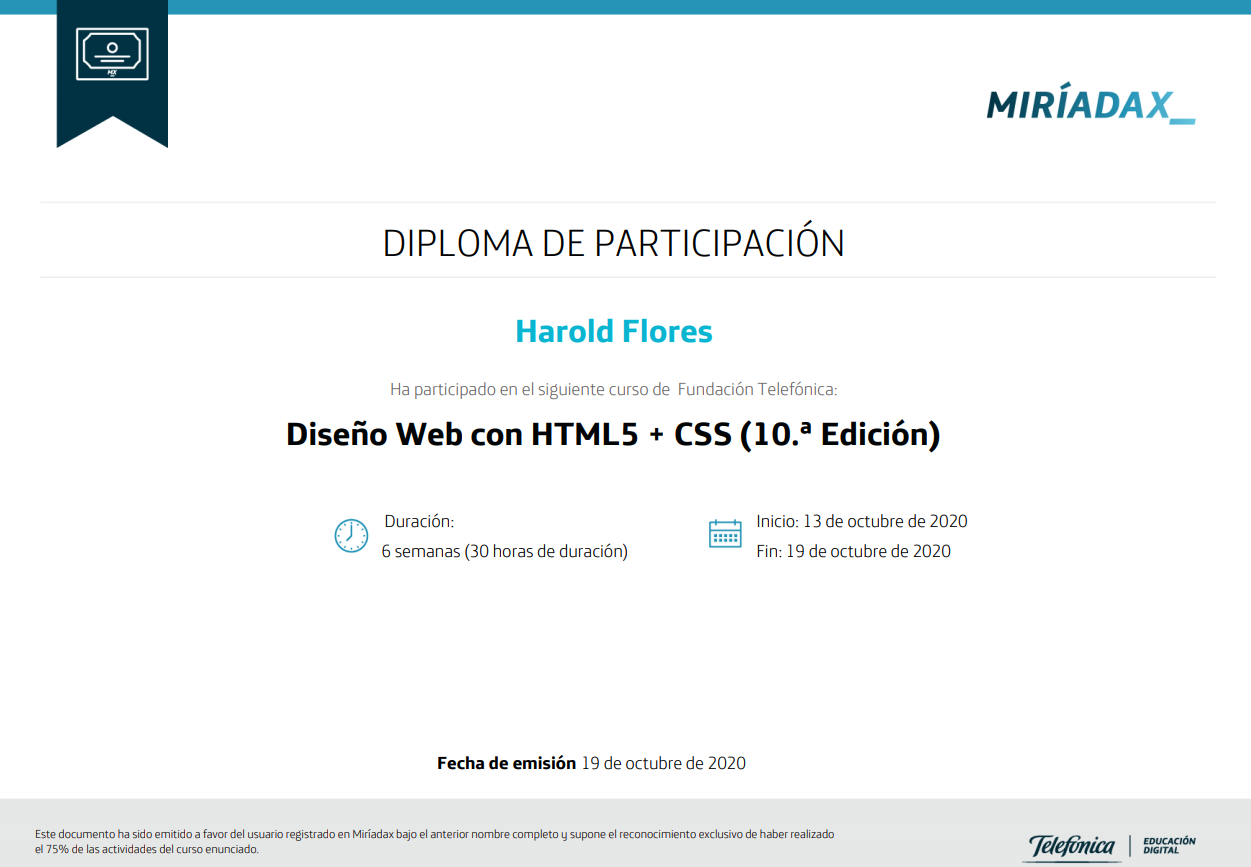 MX
MIRÍADAX_
DIPLOMA DE PARTICIPACIÓN
Harold Flores
Ha participado en el siguiente curso de Fundación Telefónica:
Diseño Web con HTML5 + CSS (10.ª Edición)
Duración:
6 semanas (30 horas de duración)
Inicio: 13 de octubre de 2020
Fin: 19 de octubre de 2020
Fecha de emisión 19 de octubre de 2020
Este documento ha sido emitido a favor del usuario registrado en Miríadax bajo el anterior nombre completo y supone el reconocimiento exclusivo de haber realizado
el 75% de las actividades del curso enunciado.
Telefónica
EDUCACIÓN
DIGITAL